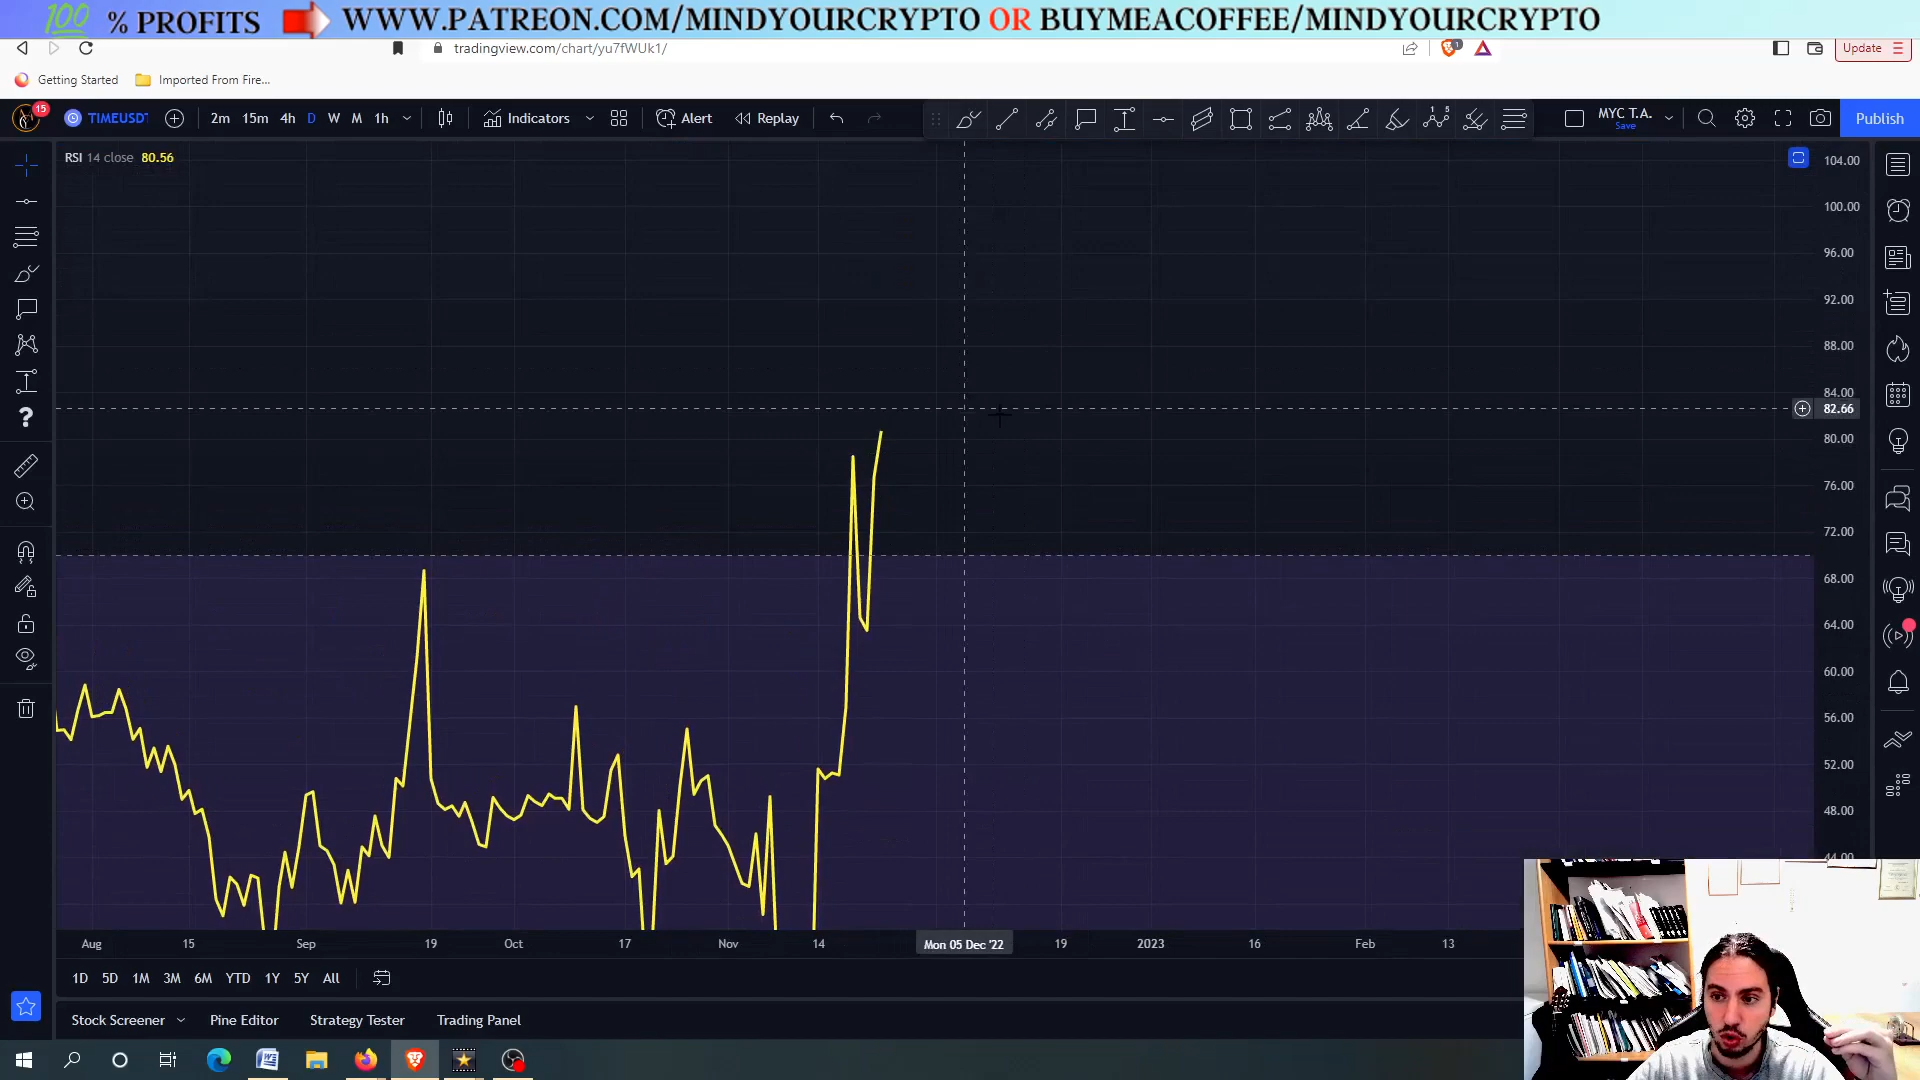 100 % PROFITS WWW.PATREON.COM/MINDYOURCRYPTO OR BUYMEACOFFEE/MINDYOURCRYPTO
tradingview.com/chart/yu7fWUk1/
1
Update
Getting Started Imported From Fire...
15
TIMEUSDT 2m 15m 4h D W M 1h Indicators Alert Replay MYC T.A. Save Publish
RSI 14 close 80.56
104.00
100.00
96.00
92.00
88.00
84.00
82.66
80.00
76.00
72.00
68.00
64.00
60.00
56.00
52.00
48.00
44.00
Aug 15 Sep 19 Oct 17 Nov 14 Mon 05 Dec '22 19 2023 16 Feb 13
1D 5D 1M 3M 6M YTD 1Y 5Y All
Stock Screener Pine Editor Strategy Tester Trading Panel